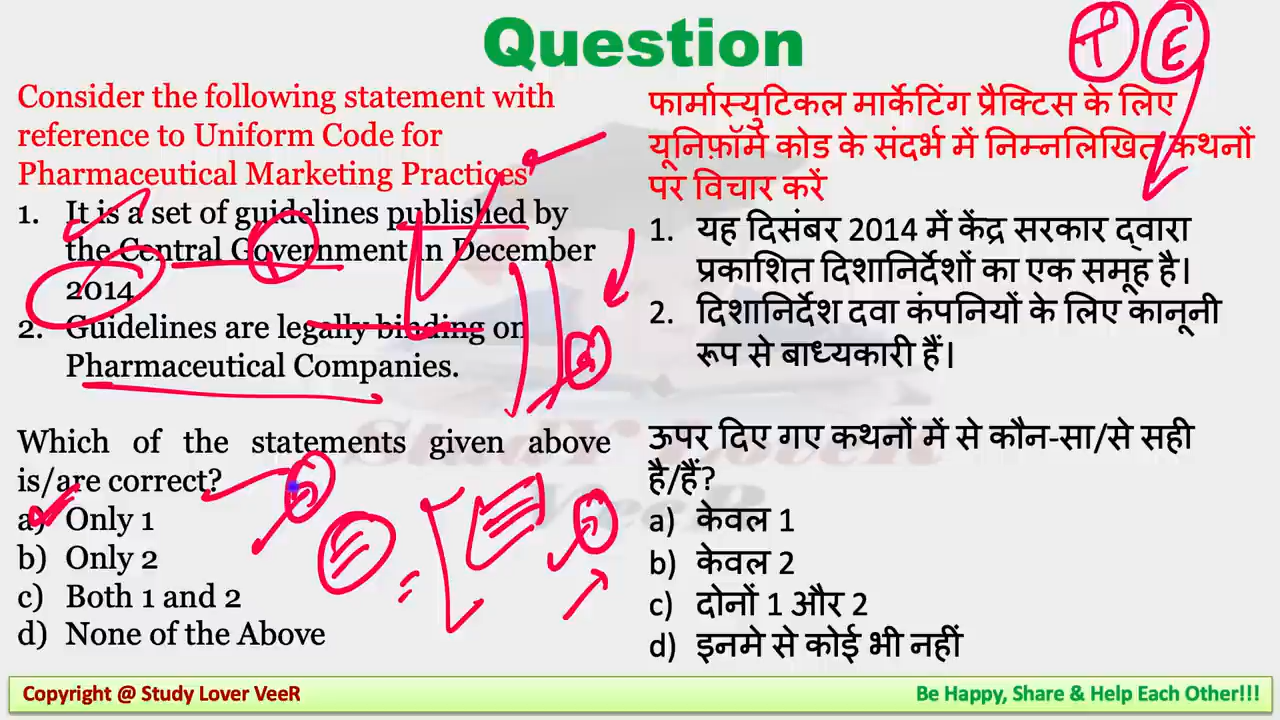 Question
Consider the following statement with
reference to Uniform Code for
Pharmaceutical Marketing Practices
1. It is a set of guidelines published by
the Central Government in December
2014.
2. Guidelines are legally binding on
Pharmaceutical Companies.
Which of the statements given above
is/are correct?
a) Only 1
b) Only 2
c) Both 1 and 2
d) None of the Above
T E
फार्मास्युटिकल मार्केटिंग प्रैक्टिस के लिए
यूनिफ़ॉर्म कोड के संदर्भ में निम्नलिखित कथनों
पर विचार करें
1. यह दिसंबर 2014 में केंद्र सरकार द्वारा
प्रकाशित दिशानिर्देशों का एक समूह है।
2. दिशानिर्देश दवा कंपनियों के लिए कानूनी
रूप से बाध्यकारी हैं।
ऊपर दिए गए कथनों में से कौन-सा/से सही
है/हैं?
a) केवल 1
b) केवल 2
c) दोनों 1 और 2
d) इनमे से कोई भी नहीं
StudY LoveR
VeeR
Copyright @ Study Lover VeeR
Be Happy, Share & Help Each Other!!!